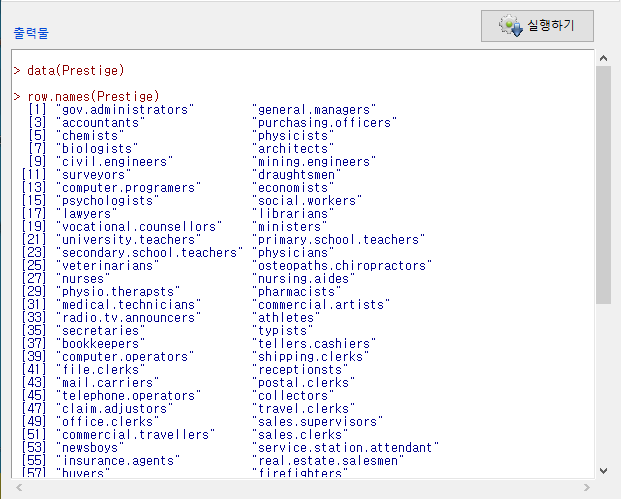 실행하기
출력물
> data(Prestige)
> row.names(Prestige)
[1] "gov.administrators" "general.managers"
[3] "accountants" "purchasing.officers"
[5] "chemists" "physicists"
[7] "biologists" "architects"
[9] "civil.engineers" "mining.engineers"
[11] "surveyors" "draughtsmen"
[13] "computer.programers" "economists"
[15] "psychologists" "social.workers"
[17] "lawyers" "librarians"
[19] "vocational.counsellors" "ministers"
[21] "university.teachers" "primary.school.teachers"
[23] "secondary.school.teachers" "physicians"
[25] "veterinarians" "osteopaths.chiropractors"
[27] "nurses" "nursing.aides"
[29] "physio.therapsts" "pharmacists"
[31] "medical.technicians" "commercial.artists"
[33] "radio.tv.announcers" "athletes"
[35] "secretaries" "typists"
[37] "bookkeepers" "tellers.cashiers"
[39] "computer.operators" "shipping.clerks"
[41] "file.clerks" "receptionsts"
[43] "mail.carriers" "postal.clerks"
[45] "telephone.operators" "collectors"
[47] "claim.adjustors" "travel.clerks"
[49] "office.clerks" "sales.supervisors"
[51] "commercial.travellers" "sales.clerks"
[53] "newsboys" "service.station.attendant"
[55] "insurance.agents" "real.estate.salesmen"
[57] "buyers" "firefighters"